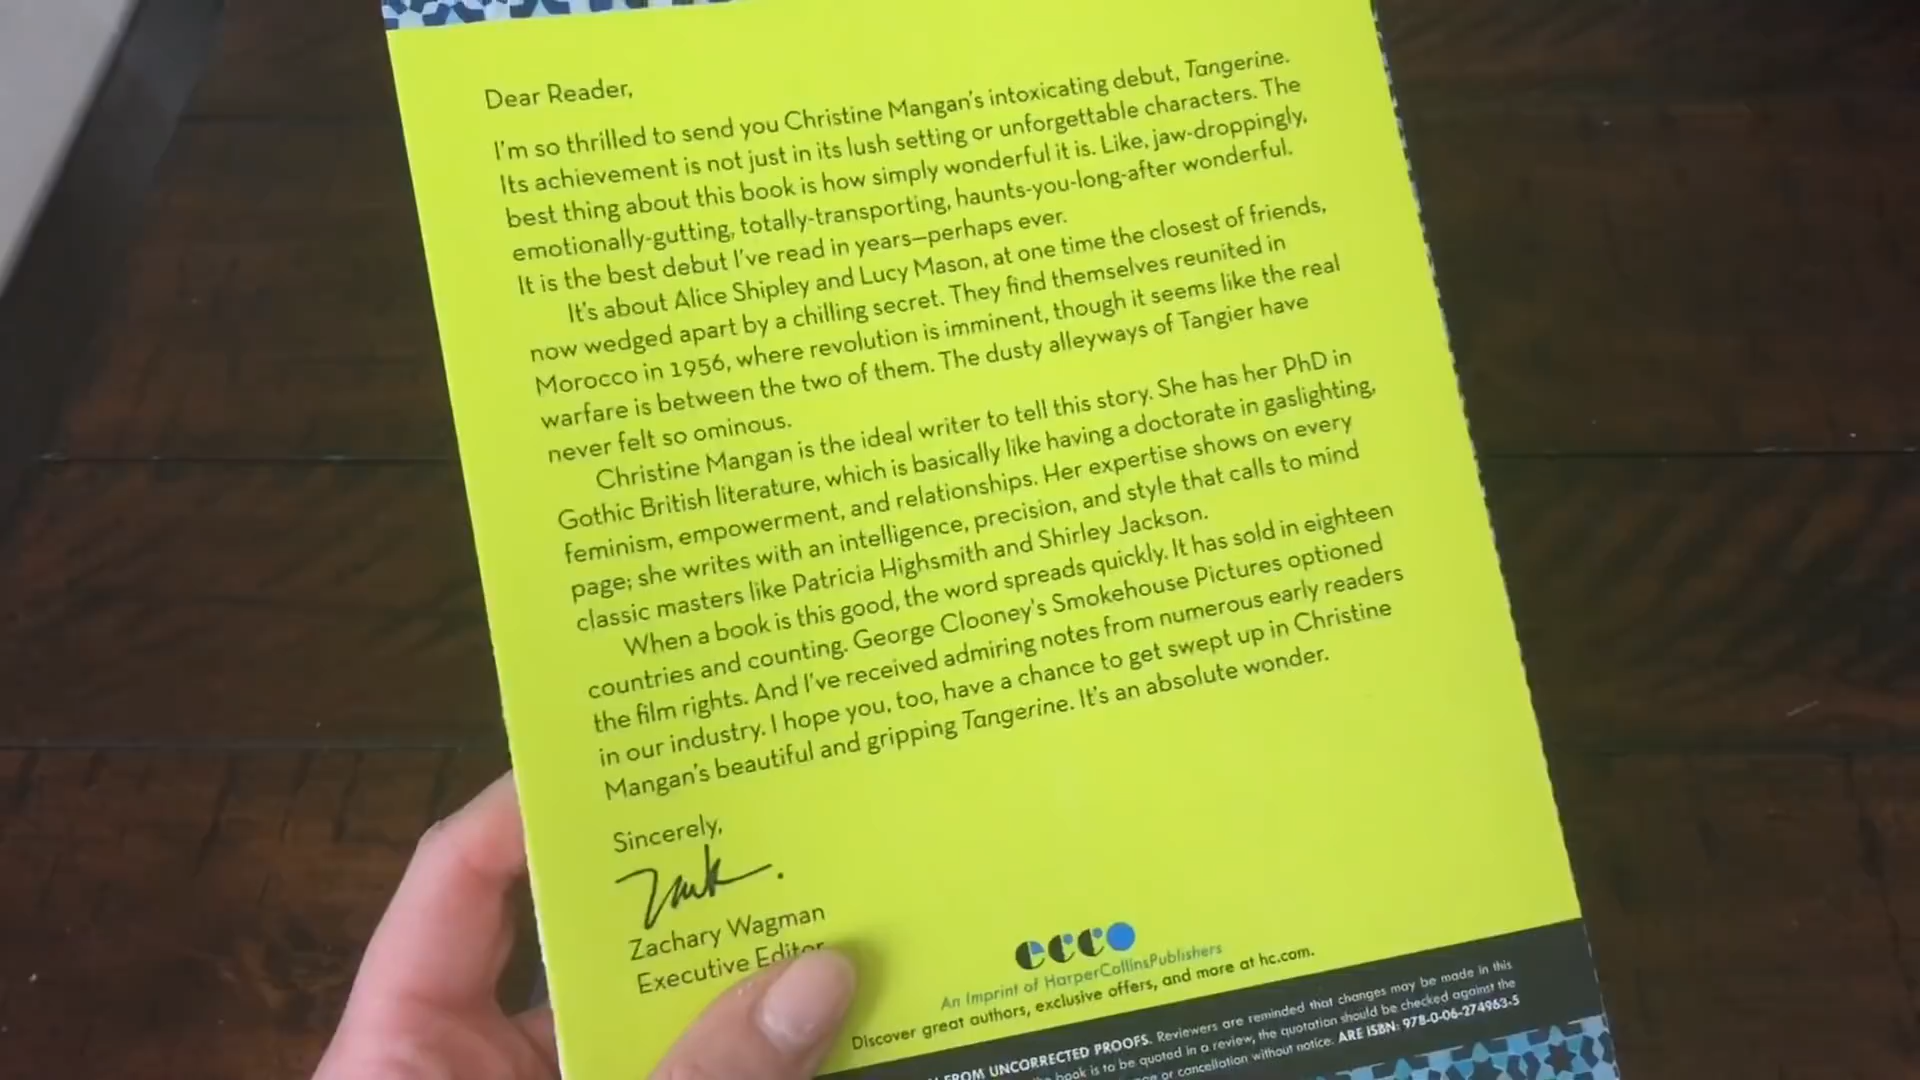 Dear Reader,
I'm so thrilled to send you Christine Mangan's intoxicating debut, Tangerine.
Its achievement is not just in its lush setting or unforgettable characters. The
best thing about this book is how simply wonderful it is. Like, jaw-droppingly,
emotionally-gutting, totally-transporting, haunts-you-long-after wonderful.
It is the best debut I've read in years—perhaps ever.
It's about Alice Shipley and Lucy Mason, at one time the closest of friends,
now wedged apart by a chilling secret. They find themselves reunited in
Morocco in 1956, where revolution is imminent, though it seems like the real
warfare is between the two of them. The dusty alleyways of Tangier have
never felt so ominous.
Christine Mangan is the ideal writer to tell this story. She has her PhD in
Gothic British literature, which is basically like having a doctorate in gaslighting,
feminism, empowerment, and relationships. Her expertise shows on every
page; she writes with an intelligence, precision, and style that calls to mind
classic masters like Patricia Highsmith and Shirley Jackson.
When a book is this good, the word spreads quickly. It has sold in eighteen
countries and counting. George Clooney's Smokehouse Pictures optioned
the film rights. And I've received admiring notes from numerous early readers
in our industry. I hope you, too, have a chance to get swept up in Christine
Mangan's beautiful and gripping Tangerine. It's an absolute wonder.
Sincerely,
Zachary Wagman
Executive Editor
ecco
An Imprint of HarperCollinsPublishers
Discover great authors, exclusive offers, and more at hc.com.
FROM UNCORRECTED PROOFS. Reviewers are reminded that changes may be made in this
book is to be quoted in a review, the quotation should be checked against the
or cancellation without notice. ARE ISBN: 978-0-06-274963-5